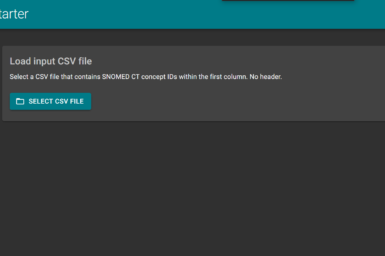 tarter
Load input CSV file
Select a CSV file that contains SNOMED CT concept IDs within the first column. No header.
SELECT CSV FILE